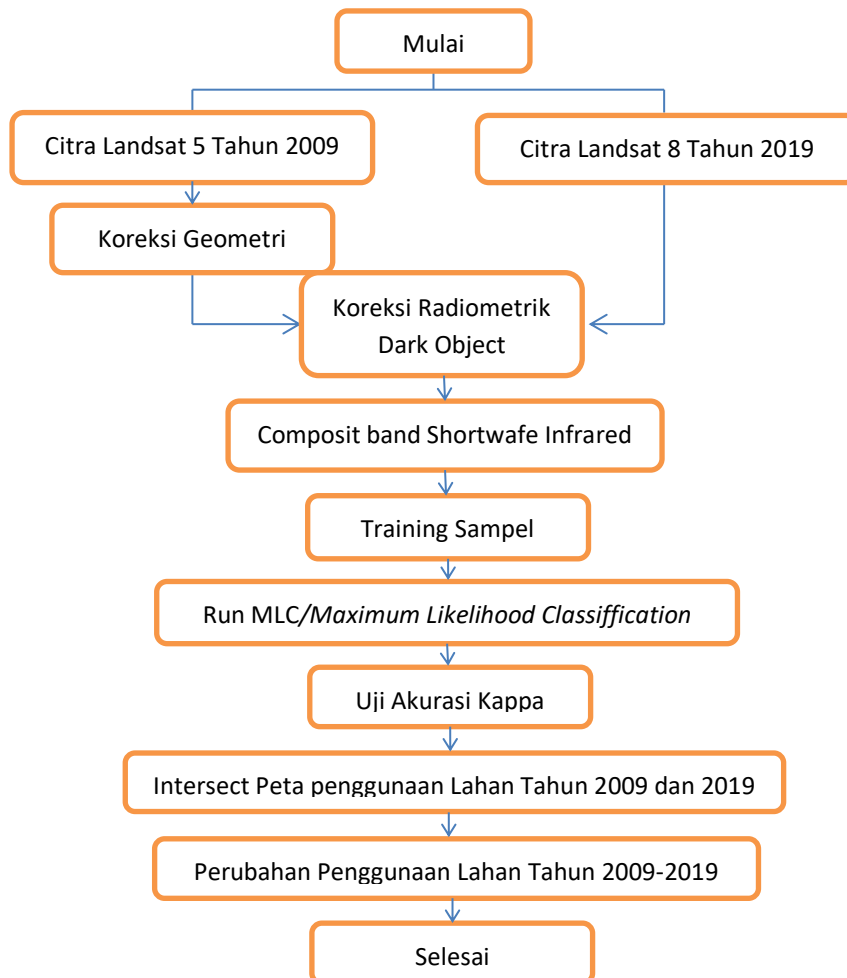 Mulai
Citra Landsat 5 Tahun 2009
Citra Landsat 8 Tahun 2019
Koreksi Geometri
Koreksi Radiometrik
Dark Object
Composit band Shortwafe Infrared
Training Sampel
Run MLC/Maximum Likelihood Classiffication
Uji Akurasi Kappa
Intersect Peta penggunaan Lahan Tahun 2009 dan 2019
Perubahan Penggunaan Lahan Tahun 2009-2019
Selesai